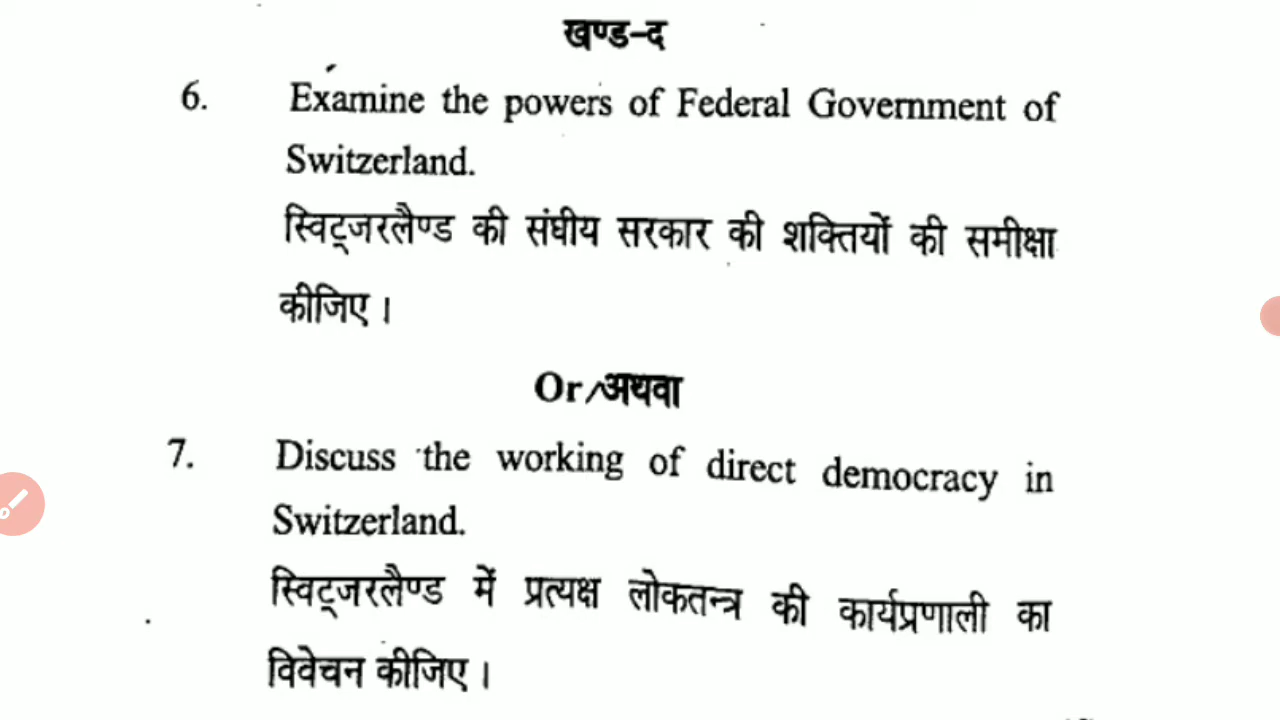 खण्ड-द
6. Examine the powers of Federal Government of
Switzerland.
स्विट्जरलैण्ड की संघीय सरकार की शक्तियों की समीक्षा
कीजिए ।
Or/अथवा
7. Discuss the working of direct democracy in
Switzerland.
स्विट्जरलैण्ड में प्रत्यक्ष लोकतन्त्र की कार्यप्रणाली का
विवेचन कीजिए ।